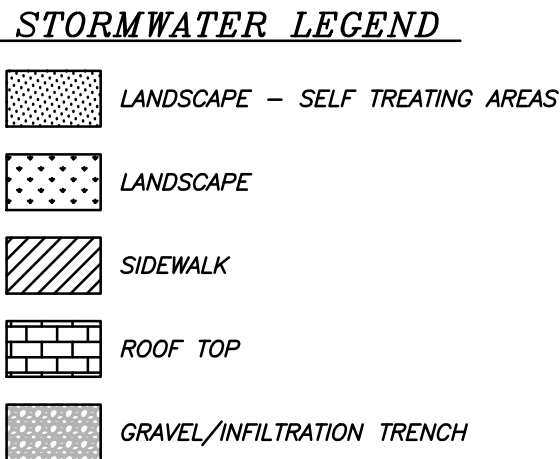 STORMWATER LEGEND
LANDSCAPE – SELF TREATING AREAS
LANDSCAPE
SIDEWALK
ROOF TOP
GRAVEL/INFILTRATION TRENCH